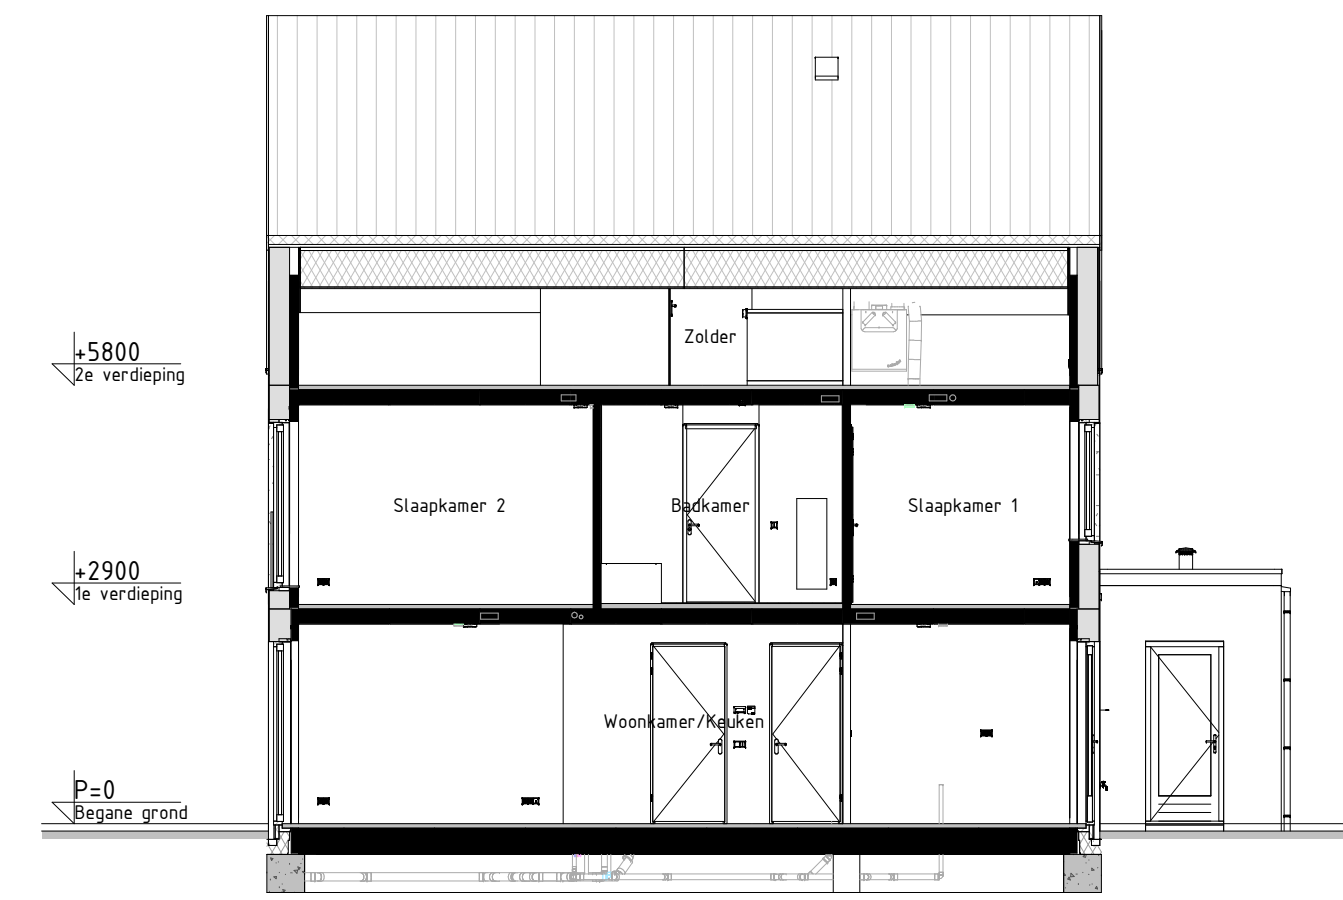 Zolder
+5800
2e verdieping
Slaapkamer 2
Badkamer
Slaapkamer 1
+2900
1e verdieping
Woonkamer/Keuken
P=0
Begane grond